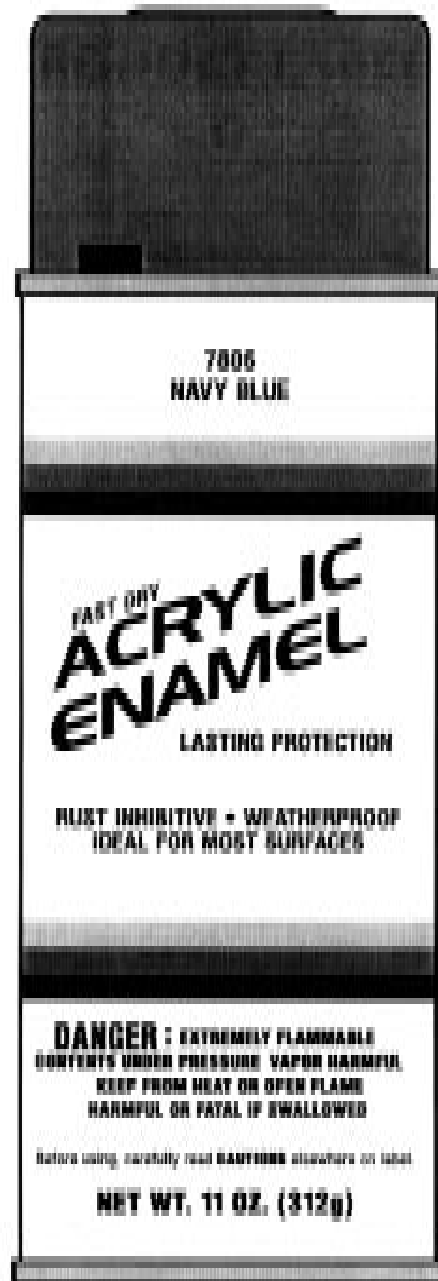 7806
NAVY BLUE
FAST DRY
ACRYLIC
ENAMEL
LASTING PROTECTION
RUST INHIBITIVE • WEATHERPROOF
IDEAL FOR MOST SURFACES
DANGER : EXTREMELY FLAMMABLE
CONTENTS UNDER PRESSURE VAPOR HARMFUL
KEEP FROM HEAT OR OPEN FLAME
HARMFUL OR FATAL IF SWALLOWED
Before using, carefully read CAUTIONS elsewhere on label.
NET WT. 11 OZ. (312g)